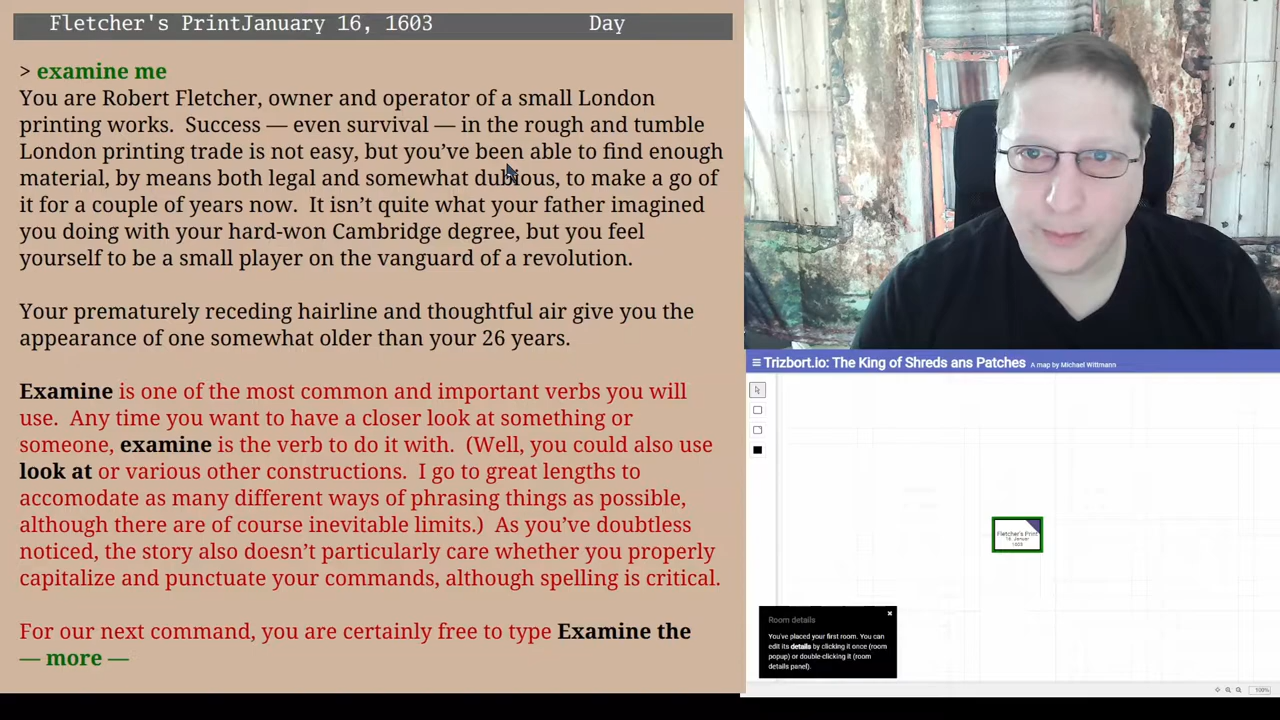 Fletcher's PrintJanuary 16, 1603 Day
> examine me
You are Robert Fletcher, owner and operator of a small London
printing works. Success — even survival — in the rough and tumble
London printing trade is not easy, but you've been able to find enough
material, by means both legal and somewhat dubious, to make a go of
it for a couple of years now. It isn't quite what your father imagined
you doing with your hard-won Cambridge degree, but you feel
yourself to be a small player on the vanguard of a revolution.
Your prematurely receding hairline and thoughtful air give you the
appearance of one somewhat older than your 26 years.
Examine is one of the most common and important verbs you will
use. Any time you want to have a closer look at something or
someone, examine is the verb to do it with. (Well, you could also use
look at or various other constructions. I go to great lengths to
accomodate as many different ways of phrasing things as possible,
although there are of course inevitable limits.) As you've doubtless
noticed, the story also doesn't particularly care whether you properly
capitalize and punctuate your commands, although spelling is critical.
For our next command, you are certainly free to type Examine the
— more —
Trizbort.io: The King of Shreds ans Patches A map by Michael Wittmann
Fletcher's Print
16. Januar
1603
Room details
You've placed your first room. You can
edit its details by clicking it once (room
popup) or double-clicking it (room
details panel).
100%